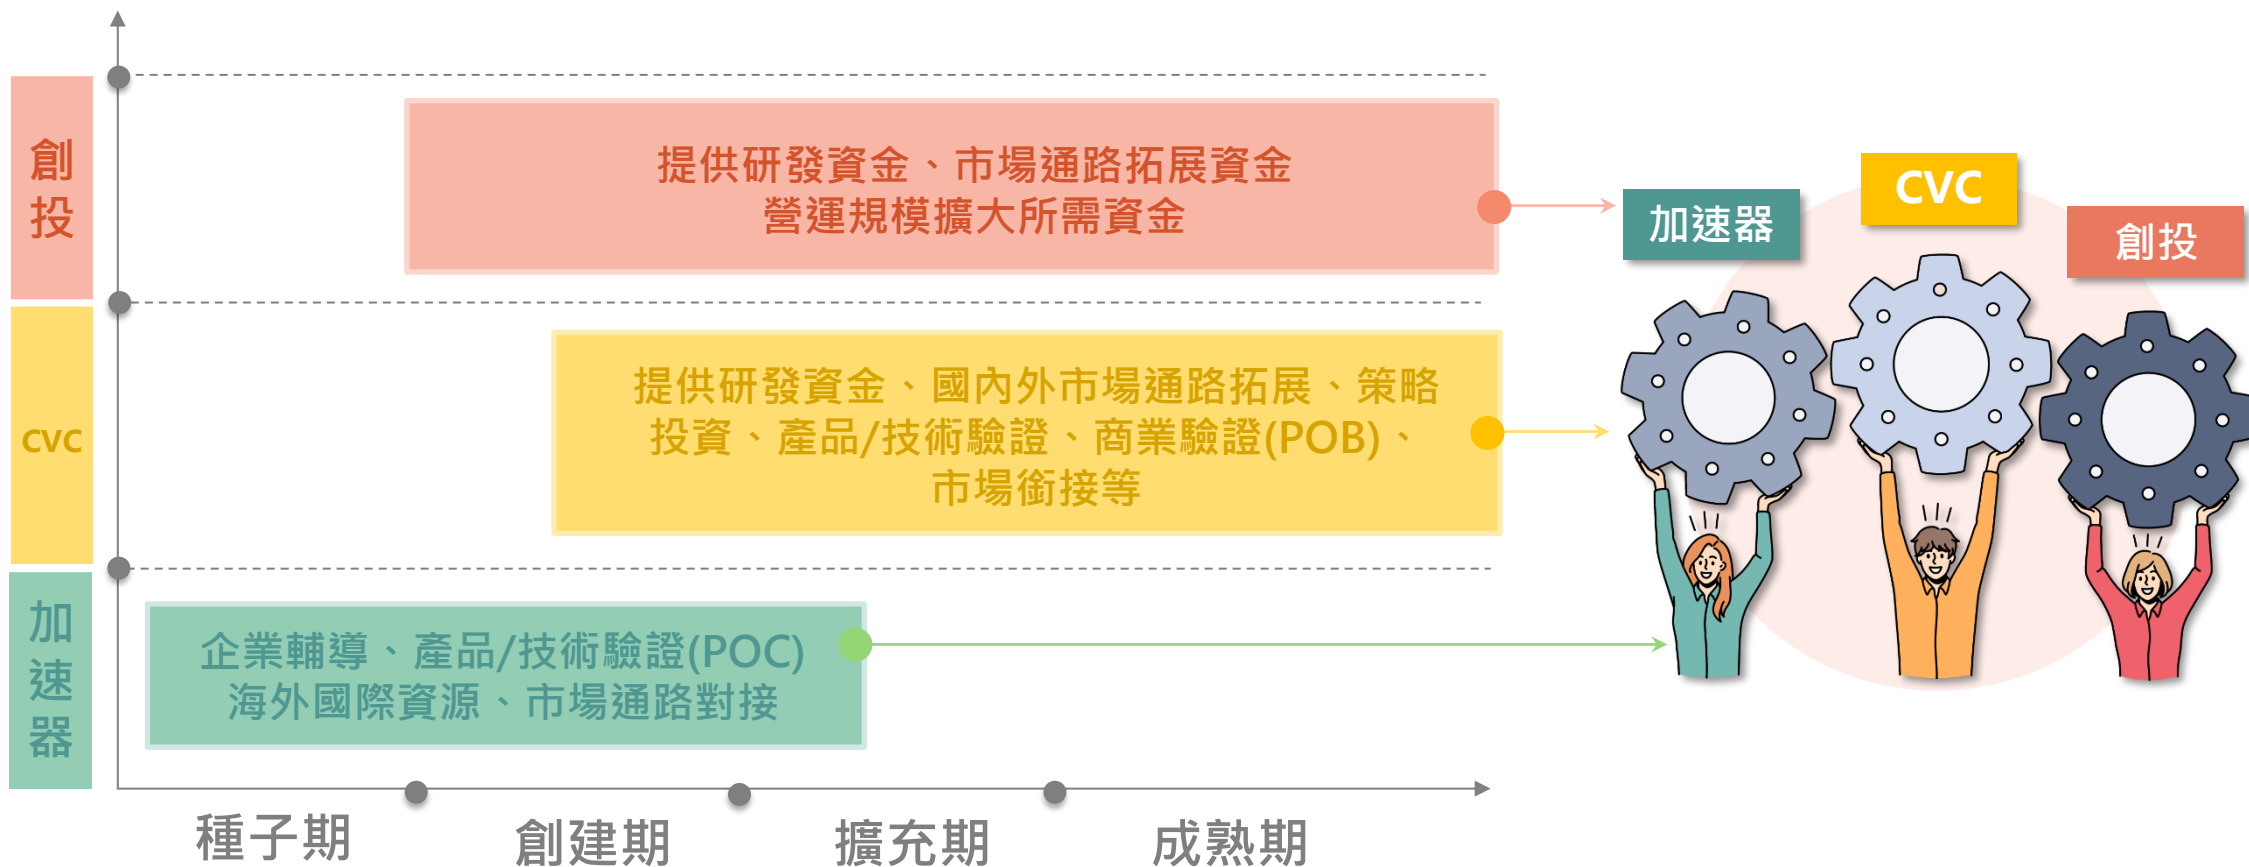 創投
提供研發資金、市場通路拓展資金
營運規模擴大所需資金
CVC
提供研發資金、國內外市場通路拓展、策略
投資、產品/技術驗證、商業驗證(POB)、
市場銜接等
加速器
企業輔導、產品/技術驗證(POC)
海外國際資源、市場通路對接
種子期
創建期
擴充期
成熟期
加速器
CVC
創投